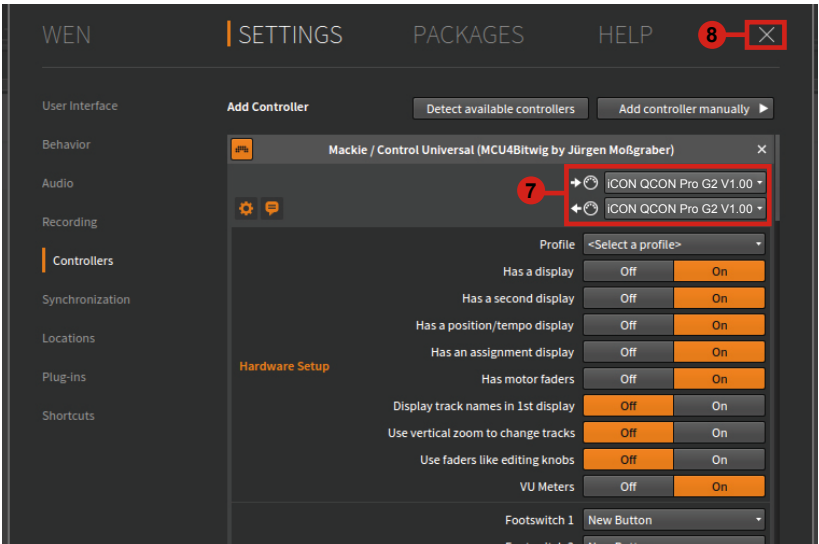 WEN SETTINGS PACKAGES HELP 8
User Interface
Behavior
Audio
Recording
Controllers
Synchronization
Locations
Plug-ins
Shortcuts
Add Controller Detect available controllers Add controller manually
Mackie / Control Universal (MCU4Bitwig by Jürgen Moßgraber)
7 iCON QCON Pro G2 V1.00
iCON QCON Pro G2 V1.00
Hardware Setup
Profile <Select a profile>
Has a display Off On
Has a second display Off On
Has a position/tempo display Off On
Has an assignment display Off On
Has motor faders Off On
Display track names in 1st display Off On
Use vertical zoom to change tracks Off On
Use faders like editing knobs Off On
VU Meters Off On
Footswitch 1 New Button